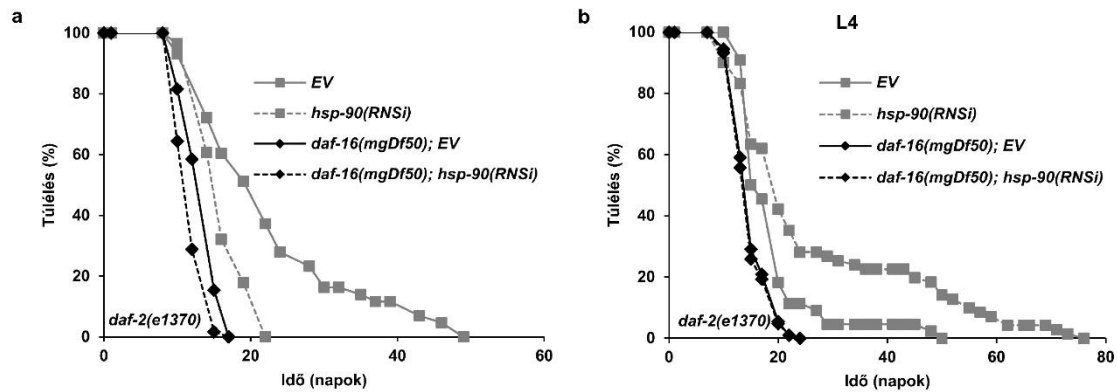 a
Túlélés (%)
100
80
60
40
20
0
EV
hsp-90(RNSi)
daf-16(mgDf50); EV
daf-16(mgDf50); hsp-90(RNSi)
daf-2(e1370)
0 20 40 60
Idő (napok)
b
L4
Túlélés (%)
100
80
60
40
20
0
EV
hsp-90(RNSi)
daf-16(mgDf50); EV
daf-16(mgDf50); hsp-90(RNSi)
daf-2(e1370)
0 20 40 60 80
Idő (napok)